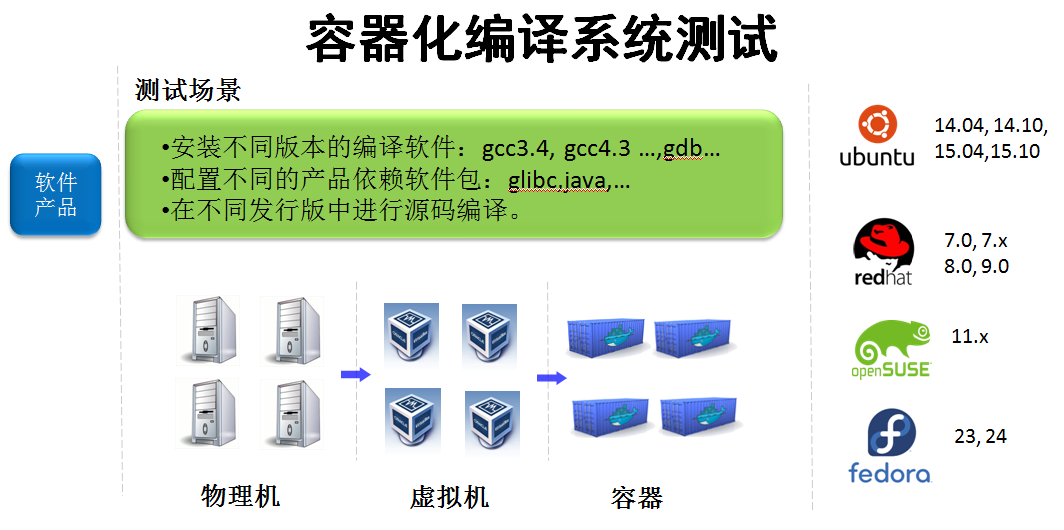 容器化编译系统测试
测试场景
软件
产品
•安装不同版本的编译软件：gcc3.4, gcc4.3 ...,gdb...
•配置不同的产品依赖软件包：glibc,java,...
•在不同发行版中进行源码编译。
物理机
虚拟机
容器
ubuntu
14.04, 14.10,
15.04,15.10
redhat
7.0, 7.x
8.0, 9.0
openSUSE
11.x
fedora
23, 24